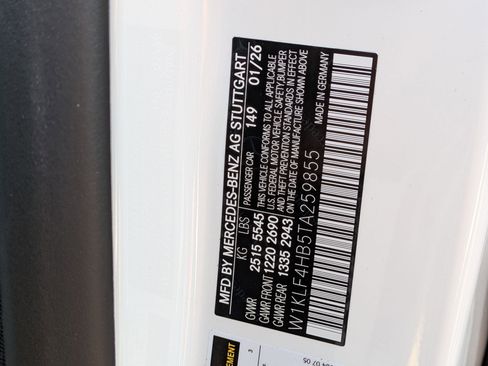 MFD BY MERCEDES-BENZ AG STUTTGART
KG LBS PASSENGER CAR 149 01/26
GVWR 2515 5545 THIS VEHICLE CONFORMS TO ALL APPLICABLE
GAWR FRONT 1220 2690 U.S. FEDERAL MOTOR VEHICLE SAFETY, BUMPER
GAWR REAR 1335 2943 AND THEFT PREVENTION STANDARDS IN EFFECT
ON THE DATE OF MANUFACTURE SHOWN ABOVE
W1KLF4HB5TA259855 MADE IN GERMANY